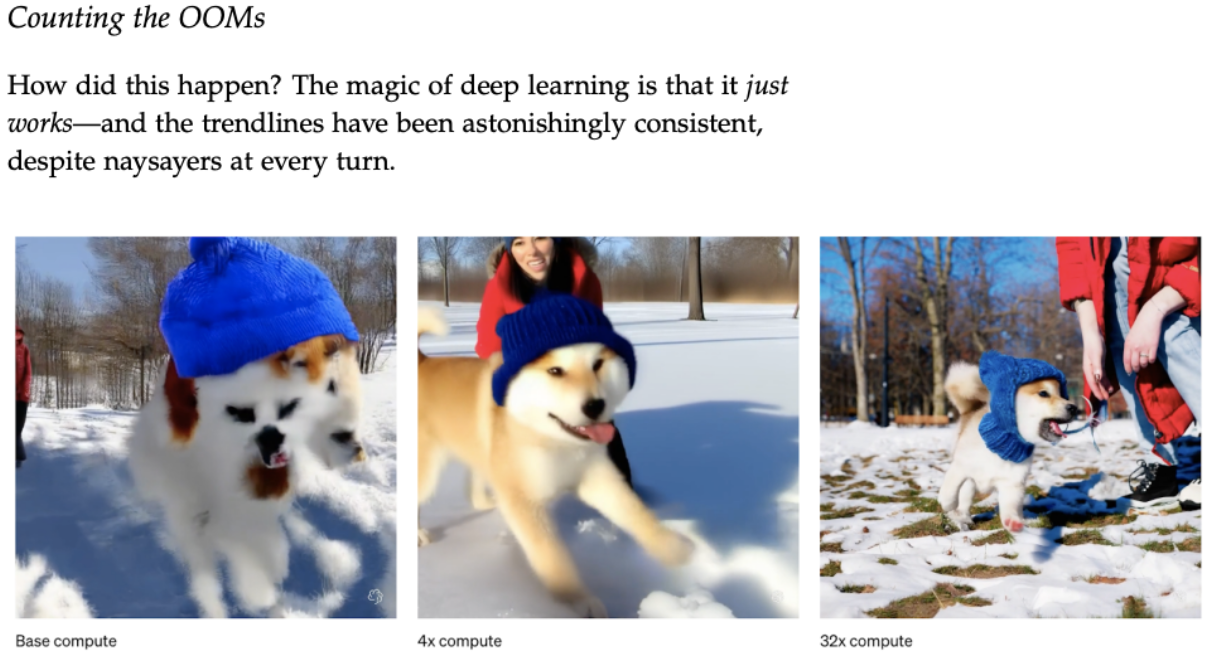 Counting the OOMs
How did this happen? The magic of deep learning is that it just
works—and the trendlines have been astonishingly consistent,
despite naysayers at every turn.
Base compute
4x compute
32x compute